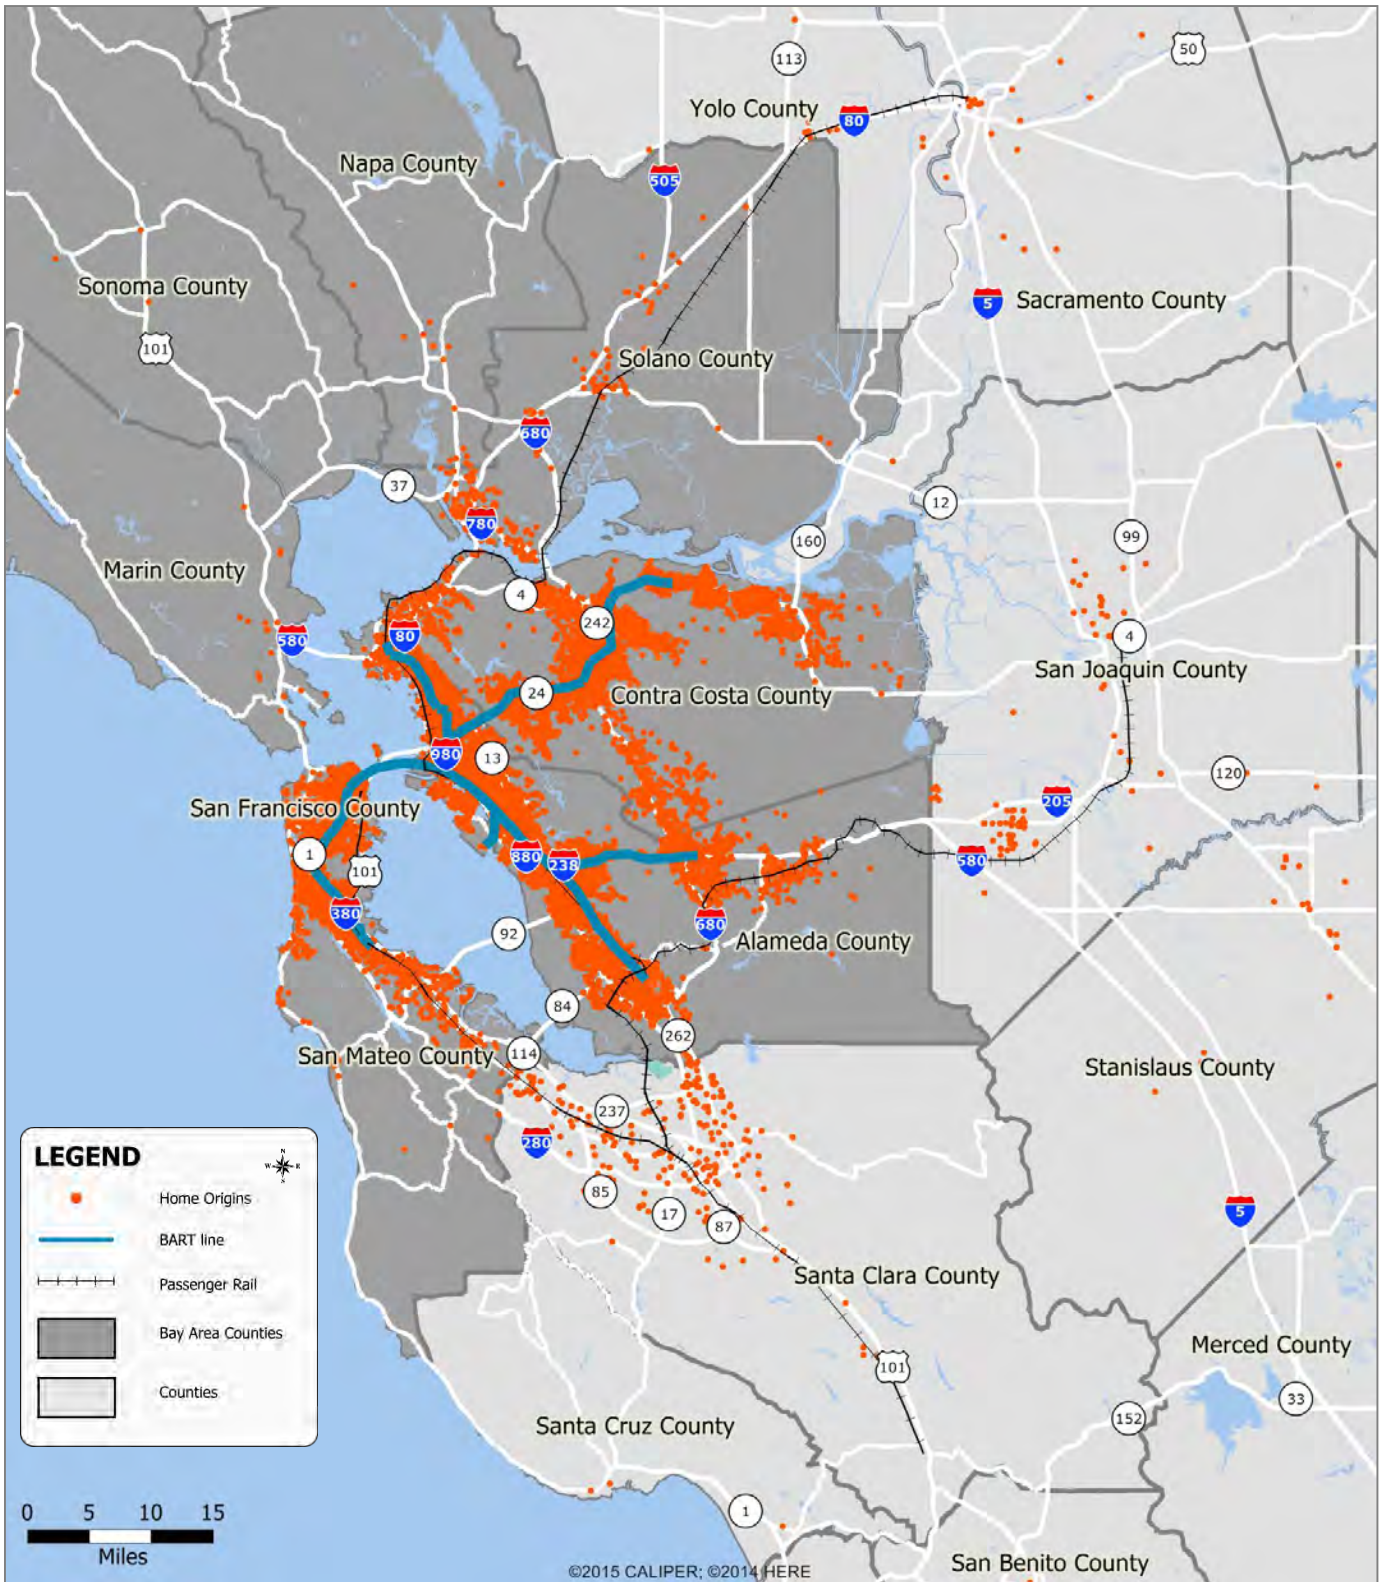 50
113
Yolo County
80
Napa County
505
Sonoma County
5
Sacramento County
101
Solano County
680
37
12
780
99
160
Marin County
4
242
580
80
4
San Joaquin County
24
Contra Costa County
980
13
120
San Francisco County
205
1
880
238
580
101
380
680
92
Alameda County
84
262
San Mateo County
114
Stanislaus County
237
280
LEGEND
N
W
E
S
Home Origins
85
17
87
5
BART line
Passenger Rail
Santa Clara County
Bay Area Counties
Merced County
101
Counties
33
152
Santa Cruz County
0 5 10 15
Miles
1
©2015 CALIPER; ©2014 HERE
San Benito County